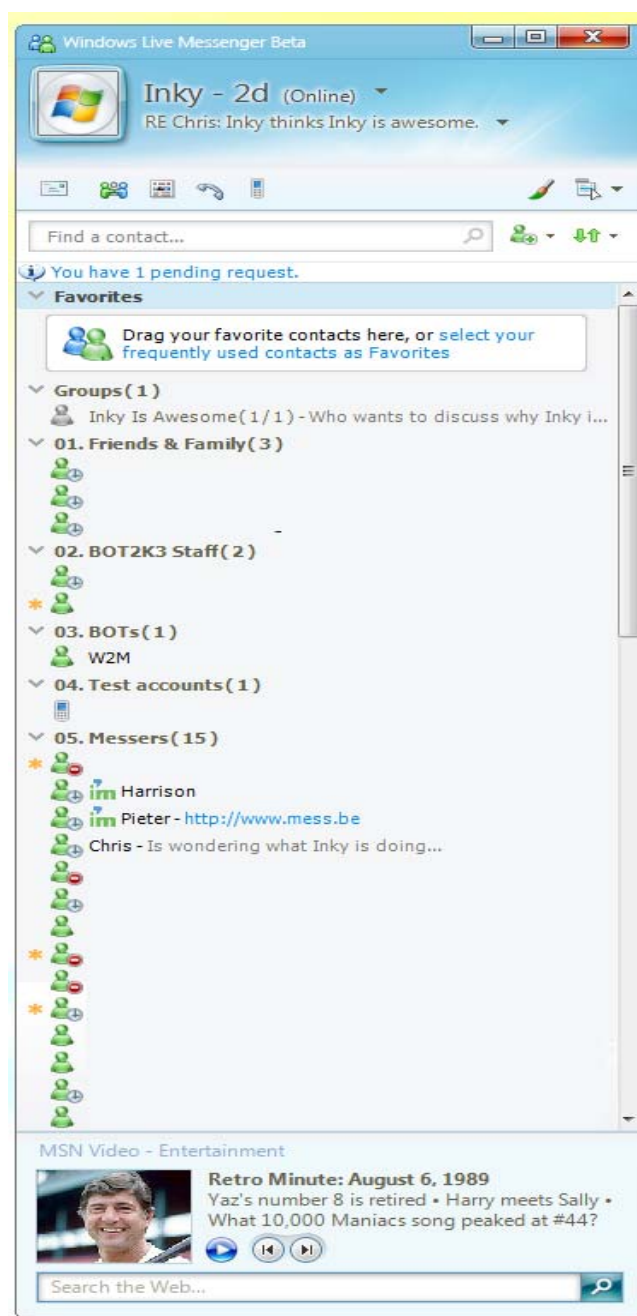 Windows Live Messenger Beta
Inky - 2d (Online)
RE Chris: Inky thinks Inky is awesome.
Find a contact...
You have 1 pending request.
Favorites
Drag your favorite contacts here, or select your
frequently used contacts as Favorites
Groups(1)
Inky Is Awesome(1/1) - Who wants to discuss why Inky i...
01. Friends & Family(3)
-
02. BOT2K3 Staff(2)
03. BOTs(1)
W2M
04. Test accounts(1)
05. Messers(15)
im Harrison
im Pieter - http://www.mess.be
Chris - Is wondering what Inky is doing...
MSN Video - Entertainment
Retro Minute: August 6, 1989
Yaz's number 8 is retired • Harry meets Sally •
What 10,000 Maniacs song peaked at #44?
Search the Web...